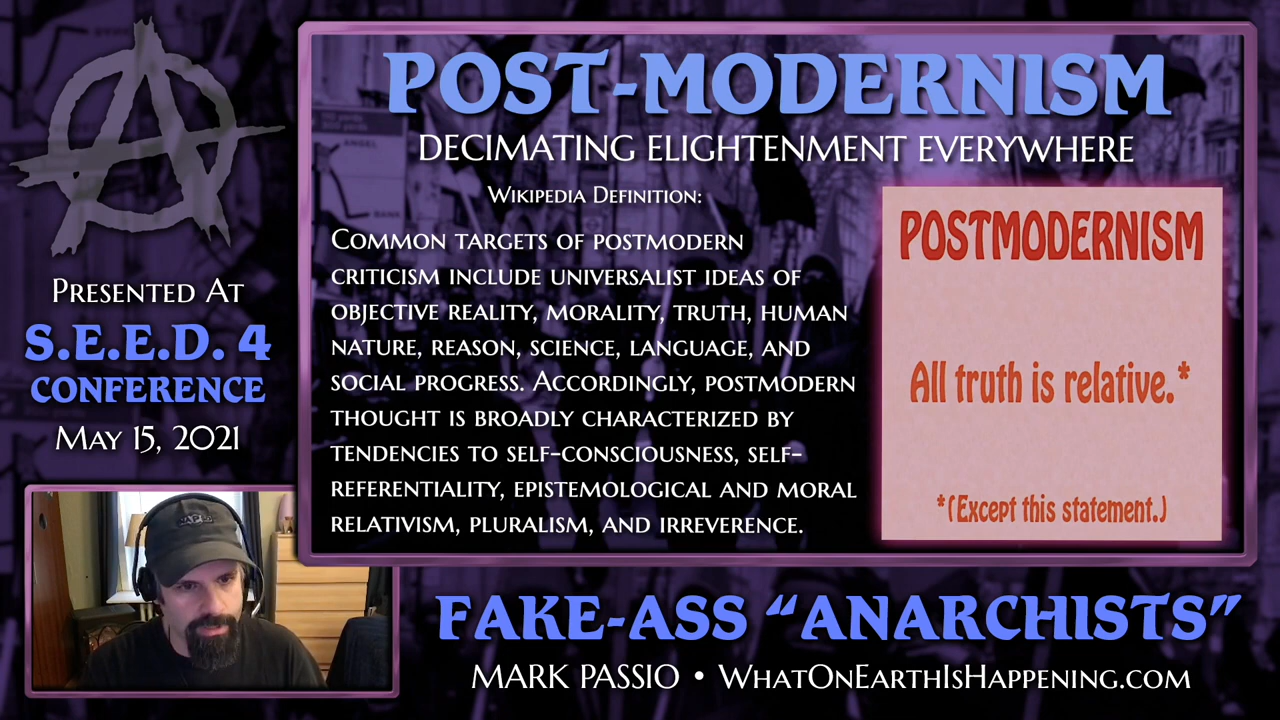 PRESENTED AT
S.E.E.D. 4
CONFERENCE
MAY 15, 2021
POST-MODERNISM
DECIMATING ELIGHTENMENT EVERYWHERE
WIKIPEDIA DEFINITION:
COMMON TARGETS OF POSTMODERN
CRITICISM INCLUDE UNIVERSALIST IDEAS OF
OBJECTIVE REALITY, MORALITY, TRUTH, HUMAN
NATURE, REASON, SCIENCE, LANGUAGE, AND
SOCIAL PROGRESS. ACCORDINGLY, POSTMODERN
THOUGHT IS BROADLY CHARACTERIZED BY
TENDENCIES TO SELF-CONSCIOUSNESS, SELF-
REFERENTIALITY, EPISTEMOLOGICAL AND MORAL
RELATIVISM, PLURALISM, AND IRREVERENCE.
POSTMODERNISM
All truth is relative.*
*(Except this statement.)
FAKE-ASS “ANARCHISTS”
MARK PASSIO • WHATONEARTHISHAPPENING.COM
ANGEL
BANK